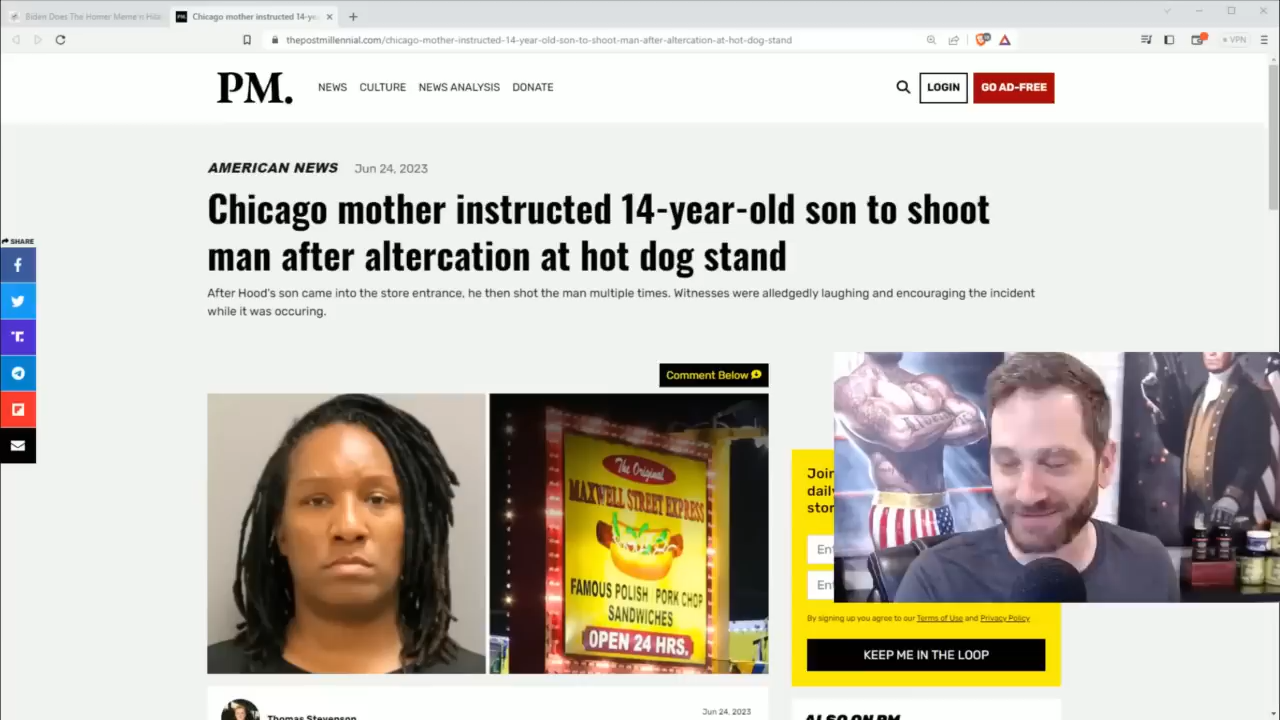 Biden Does The Homer Meme n Hilar
Chicago mother instructed 14-ye
thepostmillennial.com/chicago-mother-instructed-14-year-old-son-to-shoot-man-after-altercation-at-hot-dog-stand
VPN
PM.
NEWS CULTURE NEWS ANALYSIS DONATE
LOGIN
GO AD-FREE
AMERICAN NEWS Jun 24, 2023
Chicago mother instructed 14-year-old son to shoot
man after altercation at hot dog stand
SHARE
After Hood's son came into the store entrance, he then shot the man multiple times. Witnesses were alledgedly laughing and encouraging the incident
while it was occuring.
Comment Below
The Original
MAXWELL STREET EXPRESS
FAMOUS POLISH PORK CHOP
SANDWICHES
OPEN 24 HRS.
Join
daily
stor
Ent
Ent
By signing up you agree to our Terms of Use and Privacy Policy
KEEP ME IN THE LOOP
Thomas Stevenson
Jun 24, 2023
ALSO ON PM